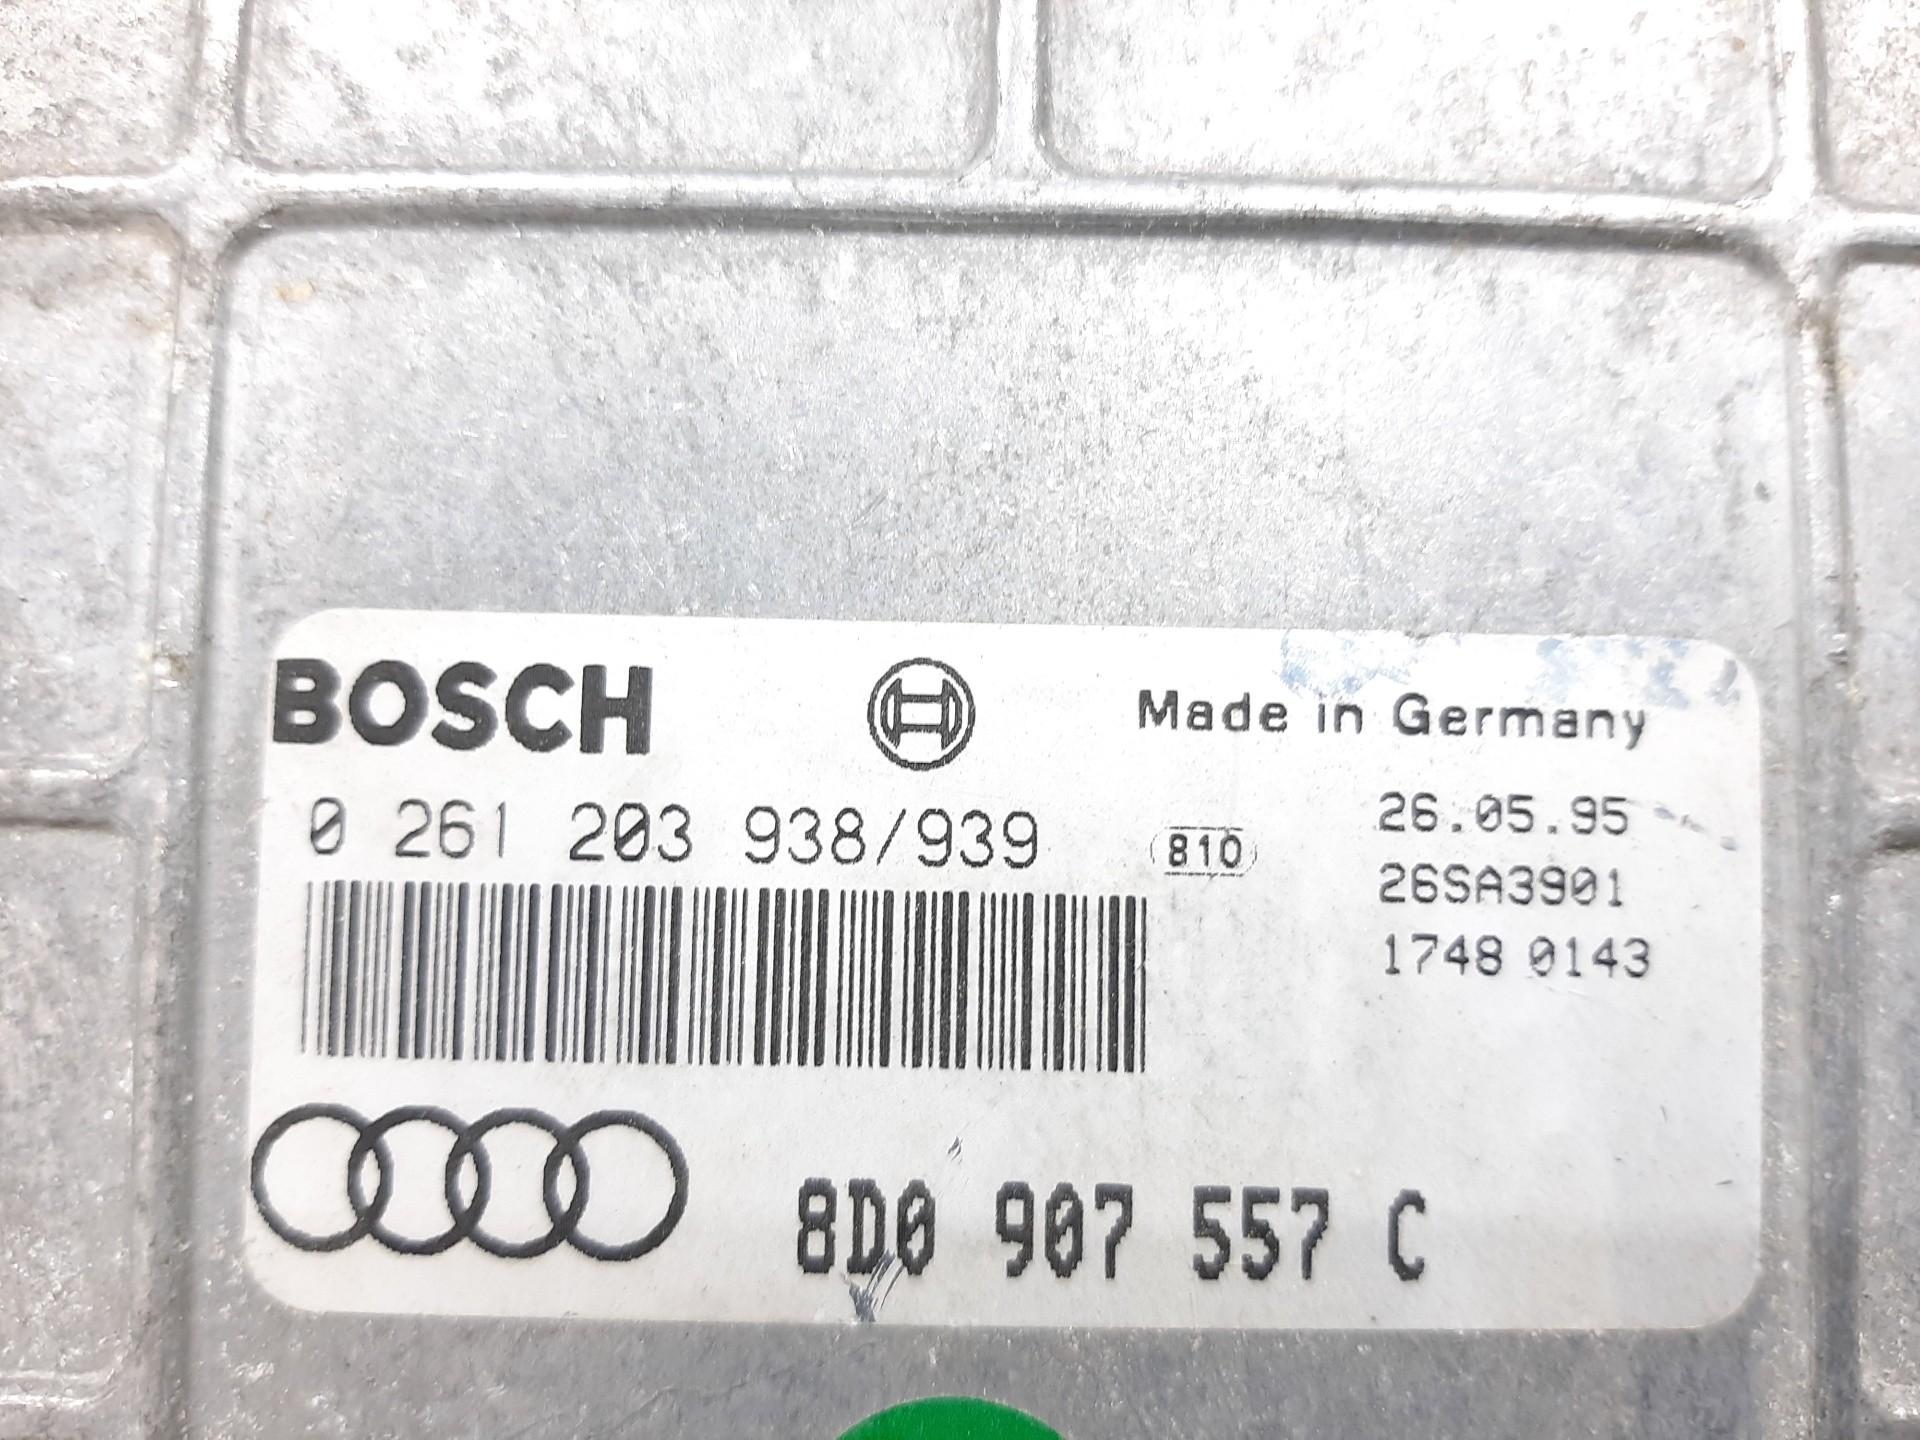 BOSCH
Made in Germany
0 261 203 938/939
810
26.05.95
26SA3901
1748 0143
8D0 907 557 C